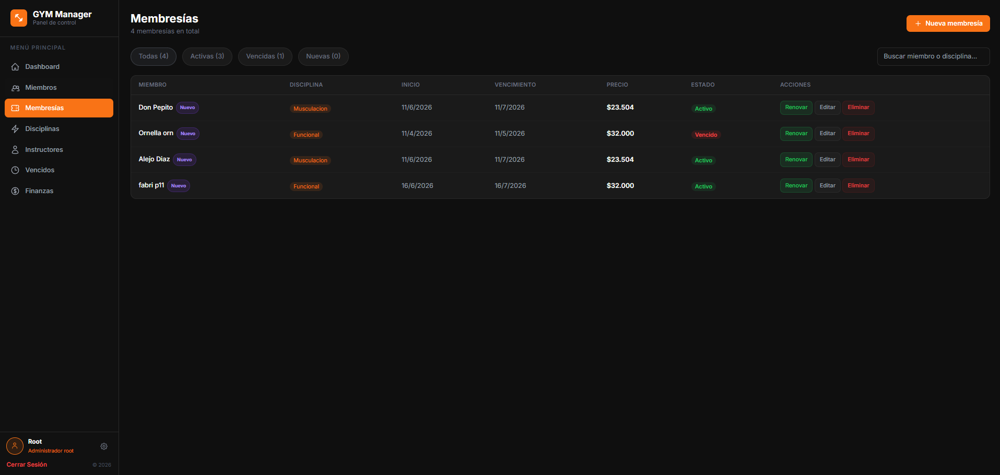 GYM Manager
Panel de control
MENÚ PRINCIPAL
Dashboard
Miembros
Membresías
Disciplinas
Instructores
Vencidos
Finanzas
Root
Administrador root
Cerrar Sesión
© 2026
Membresías
4 membresías en total
+ Nueva membresía
Todas (4) Activas (3) Vencidas (1) Nuevas (0)
Buscar miembro o disciplina...
MIEMBRO DISCIPLINA INICIO VENCIMIENTO PRECIO ESTADO ACCIONES
Don Pepito Nuevo Musculacion 11/6/2026 11/7/2026 $23.504 Activo Renovar Editar Eliminar
Ornella orn Nuevo Funcional 11/4/2026 11/5/2026 $32.000 Vencido Renovar Editar Eliminar
Alejo Diaz Nuevo Musculacion 11/6/2026 11/7/2026 $23.504 Activo Renovar Editar Eliminar
fabri p11 Nuevo Funcional 16/6/2026 16/7/2026 $32.000 Activo Renovar Editar Eliminar